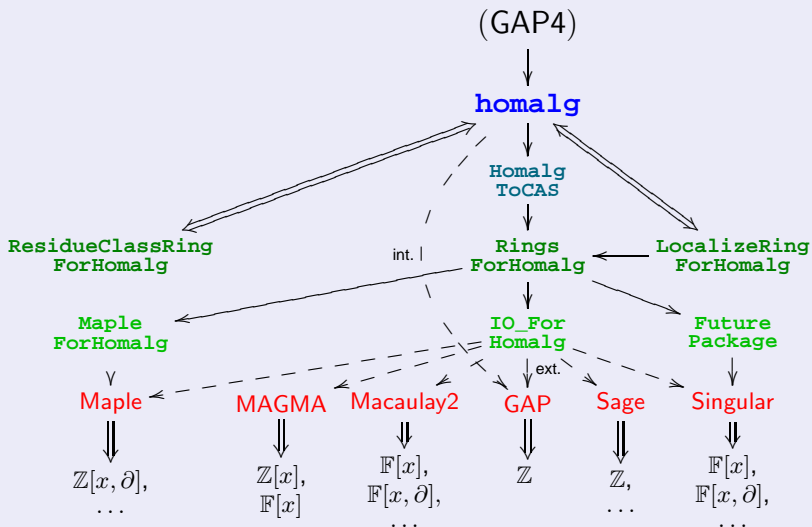 (GAP4)
homalg
Homalg
ToCAS
ResidueClassRing
ForHomalg
int.
Rings
ForHomalg
LocalizeRing
ForHomalg
Maple
ForHomalg
IO_For
Homalg
Future
Package
ext.
Maple
MAGMA
Macaulay2
GAP
Sage
Singular
ℤ[x, ∂],
...
ℤ[x],
𝔽[x]
𝔽[x],
𝔽[x, ∂],
...
ℤ
ℤ,
...
𝔽[x],
𝔽[x, ∂],
...